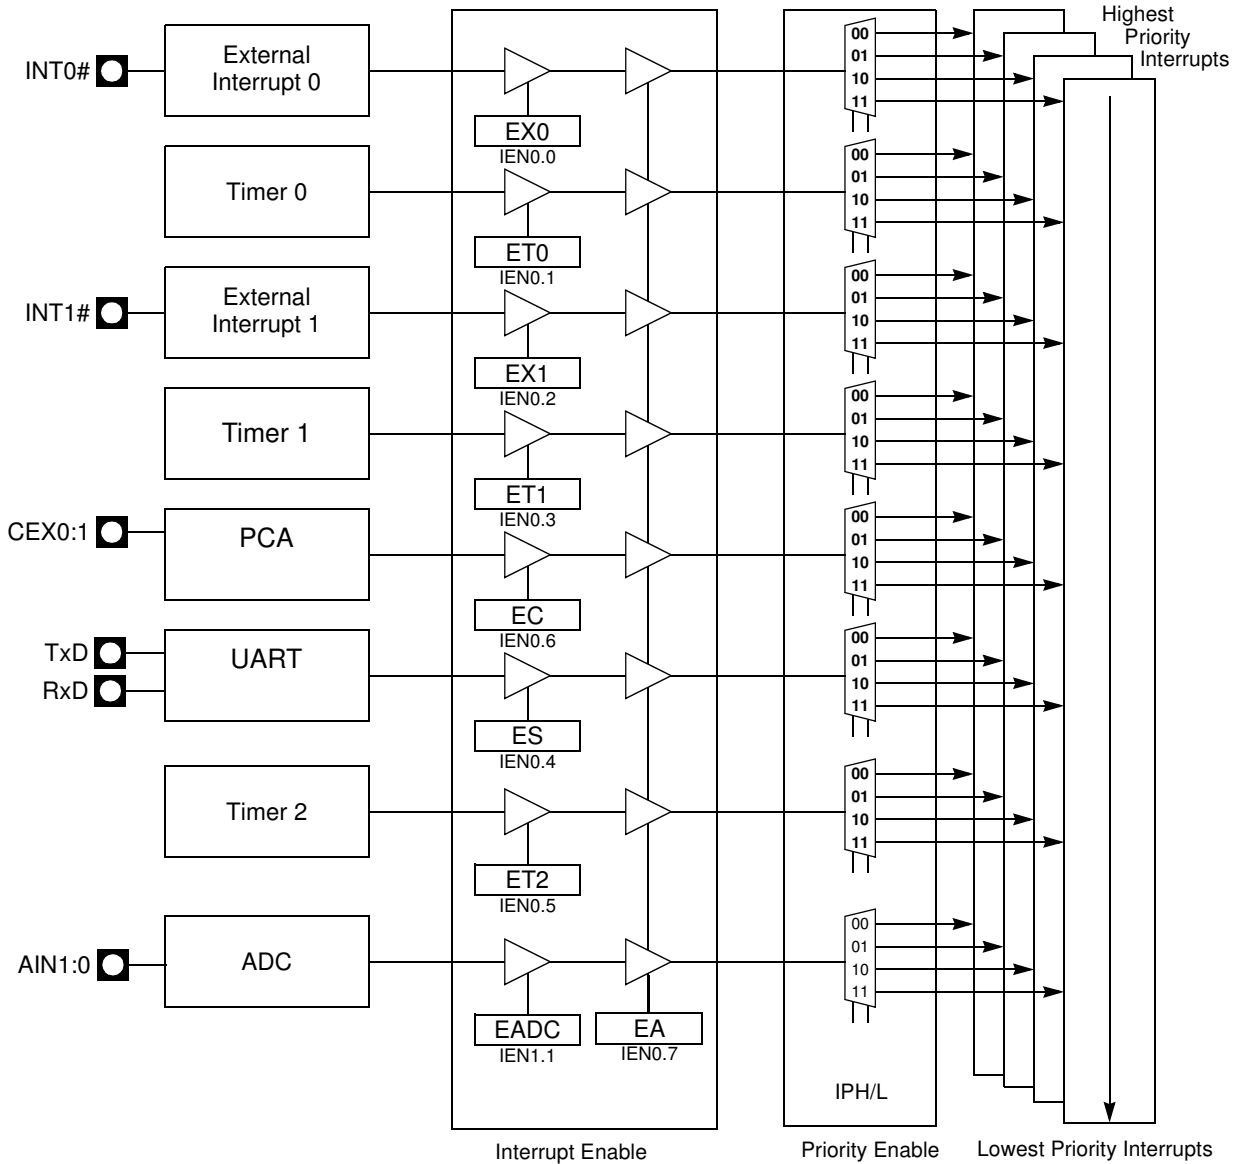 Highest
Priority
Interrupts
INT0#
External
Interrupt 0
EX0
IEN0.0
00
01
10
11
Timer 0
ET0
IEN0.1
00
01
10
11
INT1#
External
Interrupt 1
EX1
IEN0.2
00
01
10
11
Timer 1
ET1
IEN0.3
00
01
10
11
CEX0:1
PCA
EC
IEN0.6
00
01
10
11
TxD
RxD
UART
ES
IEN0.4
00
01
10
11
Timer 2
ET2
IEN0.5
00
01
10
11
AIN1:0
ADC
EADC
IEN1.1
EA
IEN0.7
00
01
10
11
IPH/L
Interrupt Enable
Priority Enable
Lowest Priority Interrupts